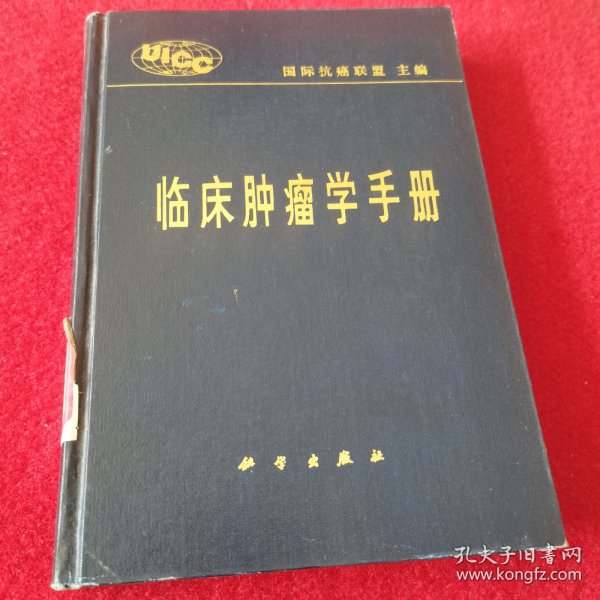 UICC
国际抗癌联盟 主编
临床肿瘤学手册
科学出版社
孔夫子旧书网
www.kongfz.com